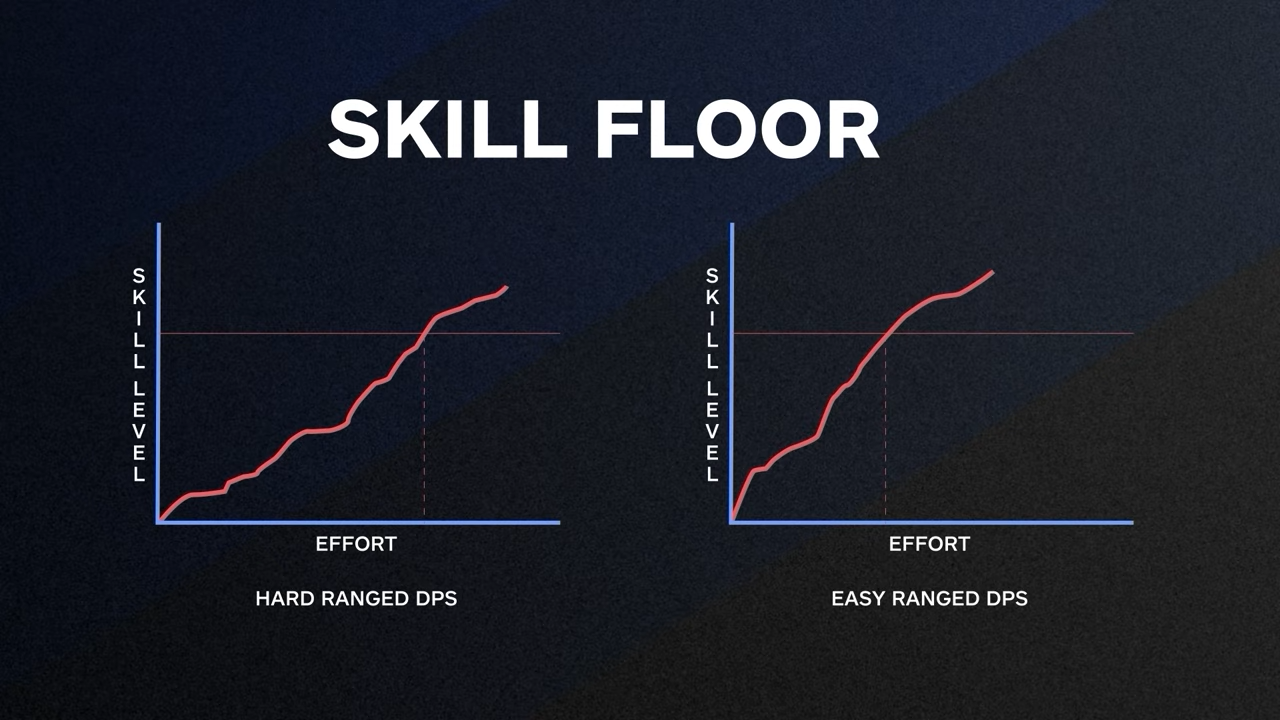 SKILL FLOOR
SKILL LEVEL
EFFORT
HARD RANGED DPS
SKILL LEVEL
EFFORT
EASY RANGED DPS